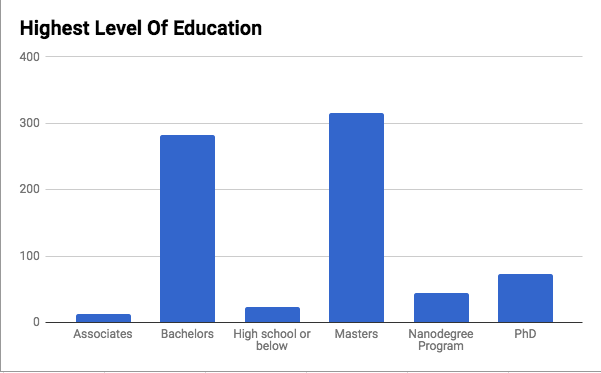 Highest Level Of Education
400
300
200
100
0
Associates
Bachelors
High school or
below
Masters
Nanodegree
Program
PhD